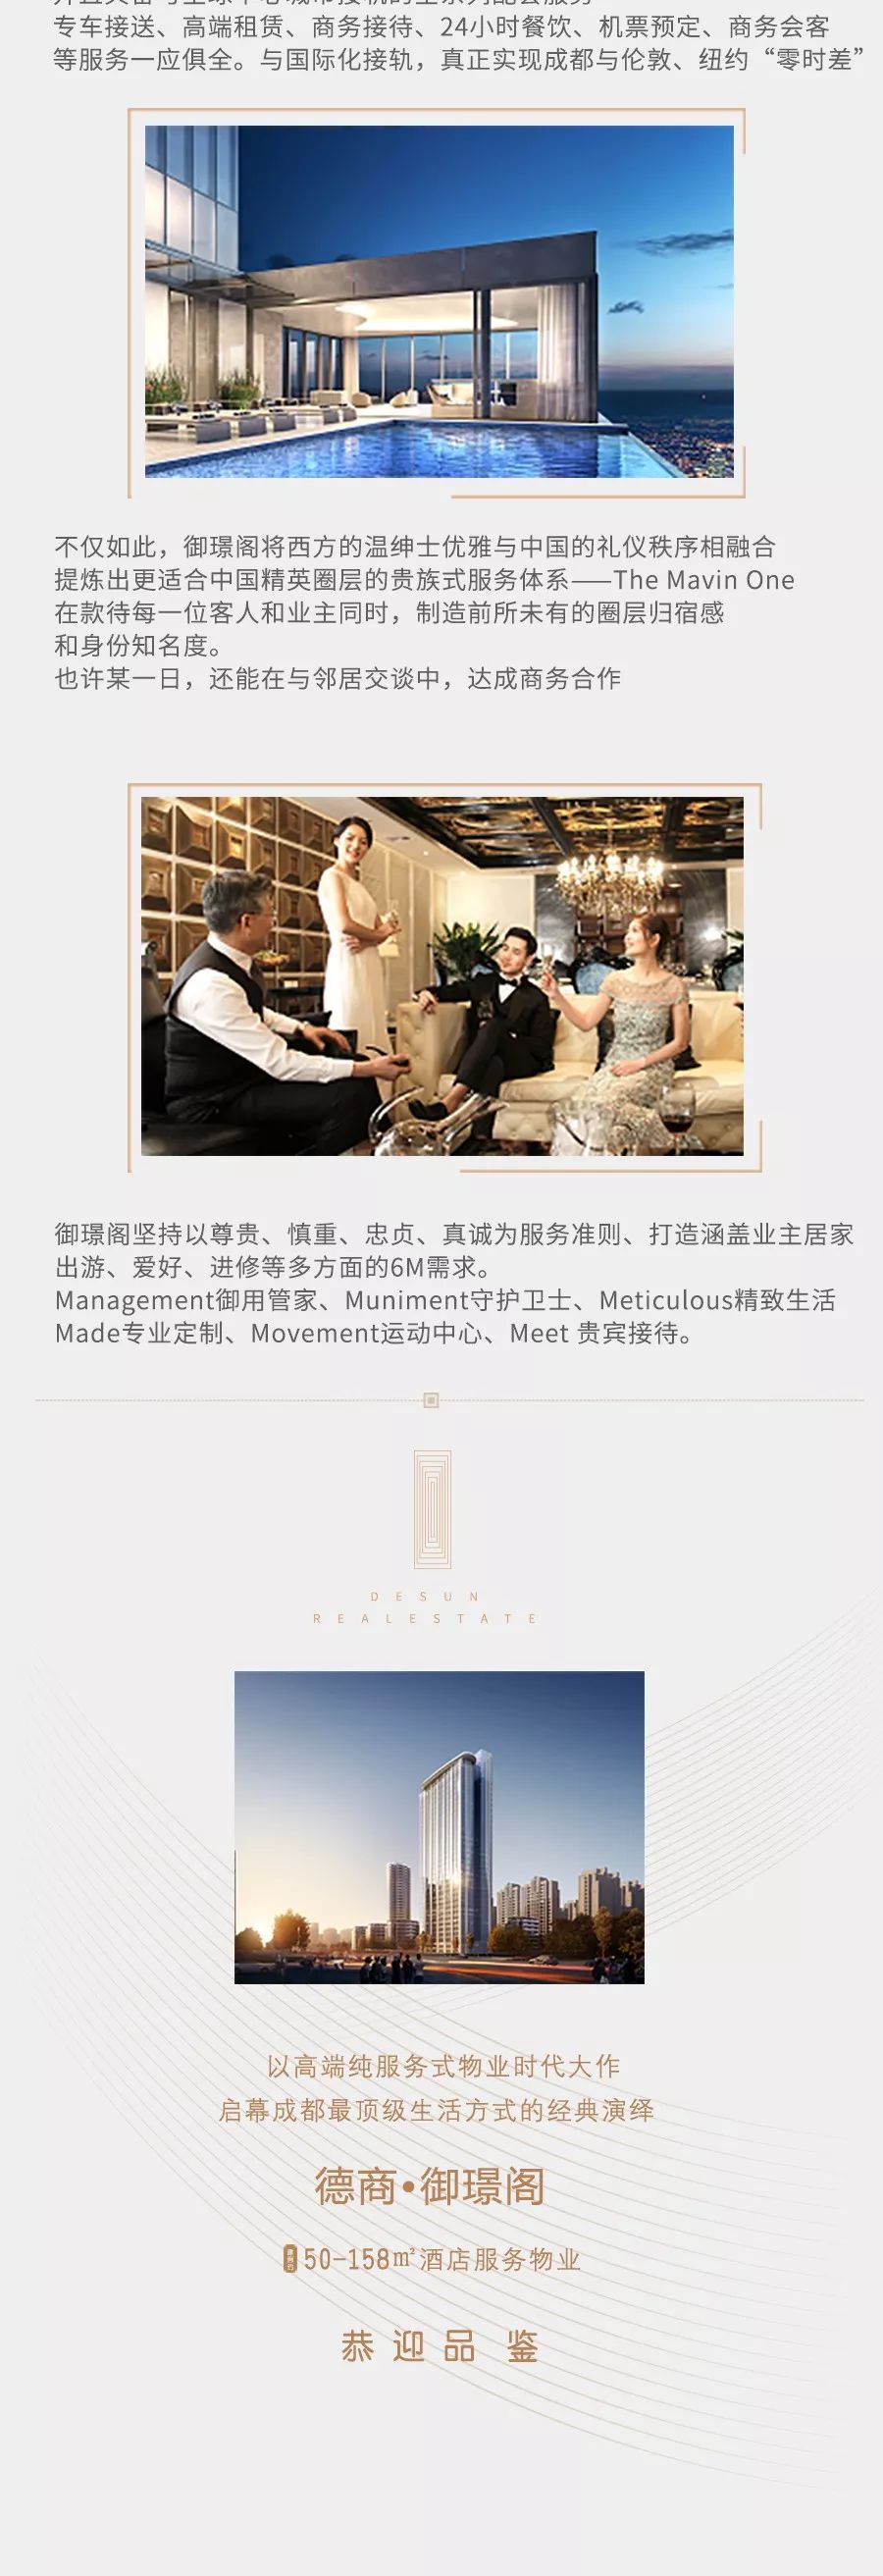 专车接送、高端租赁、商务接待、24小时餐饮、机票预定、商务会客
等服务一应俱全。与国际化接轨，真正实现成都与伦敦、纽约“零时差”
不仅如此，御璟阁将西方的温绅士优雅与中国的礼仪秩序相融合
提炼出更适合中国精英圈层的贵族式服务体系——The Mavin One
在款待每一位客人和业主同时，制造前所未有的圈层归宿感
和身份知名度。
也许某一日，还能在与邻居交谈中，达成商务合作
御璟阁坚持以尊贵、慎重、忠贞、真诚为服务准则、打造涵盖业主居家
出游、爱好、进修等多方面的6M需求。
Management御用管家、Muniment守护卫士、Meticulous精致生活
Made专业定制、Movement运动中心、Meet 贵宾接待。
DESUN
REALESTATE
以高端纯服务式物业时代大作
启幕成都最顶级生活方式的经典演绎
德商•御璟阁
50-158㎡酒店服务物业
恭迎品 鉴